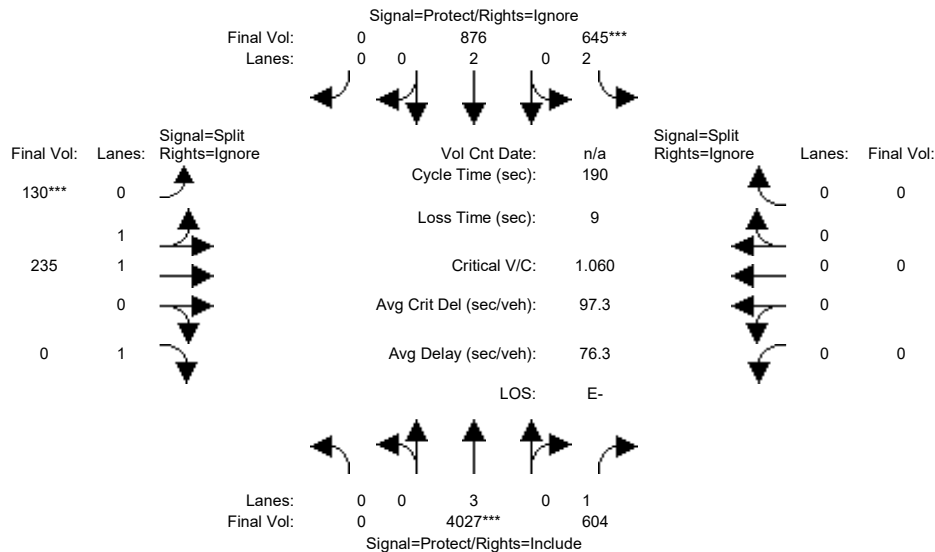 Signal=Protect/Rights=Ignore
Final Vol: 0 876 645***
Lanes: 0 0 2 0 2
Signal=Split
Final Vol: Lanes: Rights=Ignore
Vol Cnt Date: n/a
Signal=Split
Rights=Ignore Lanes: Final Vol:
Cycle Time (sec): 190
130*** 0
0 0
Loss Time (sec): 9
1
0
235 1
Critical V/C: 1.060
0 0
0
Avg Crit Del (sec/veh): 97.3
0
0 1
Avg Delay (sec/veh): 76.3
0 0
LOS: E-
Lanes: 0 0 3 0 1
Final Vol: 0 4027*** 604
Signal=Protect/Rights=Include